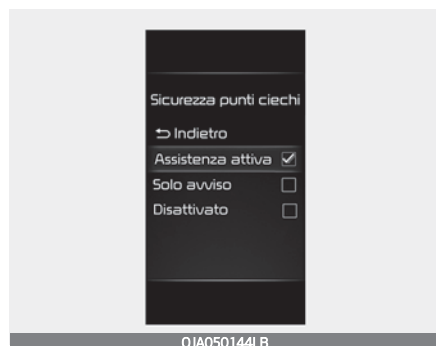 Sicurezza punti ciechi
Indietro
Assistenza attiva
Solo avviso
Disattivato
OJA050144LB